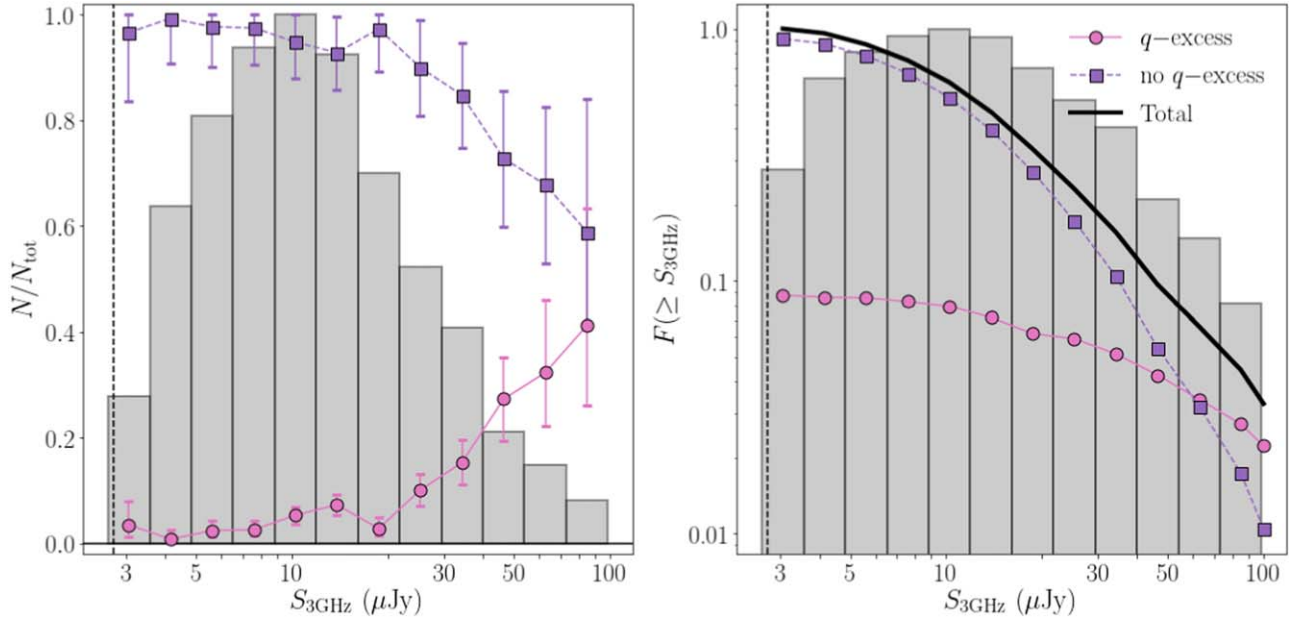 1.0
0.8
0.6
0.4
0.2
0.0
N/N_tot
3 5 10 30 50 100
S_3GHz (μJy)
1.0
0.1
0.01
F(≥ S_3GHz)
q−excess
no q−excess
Total
3 5 10 30 50 100
S_3GHz (μJy)